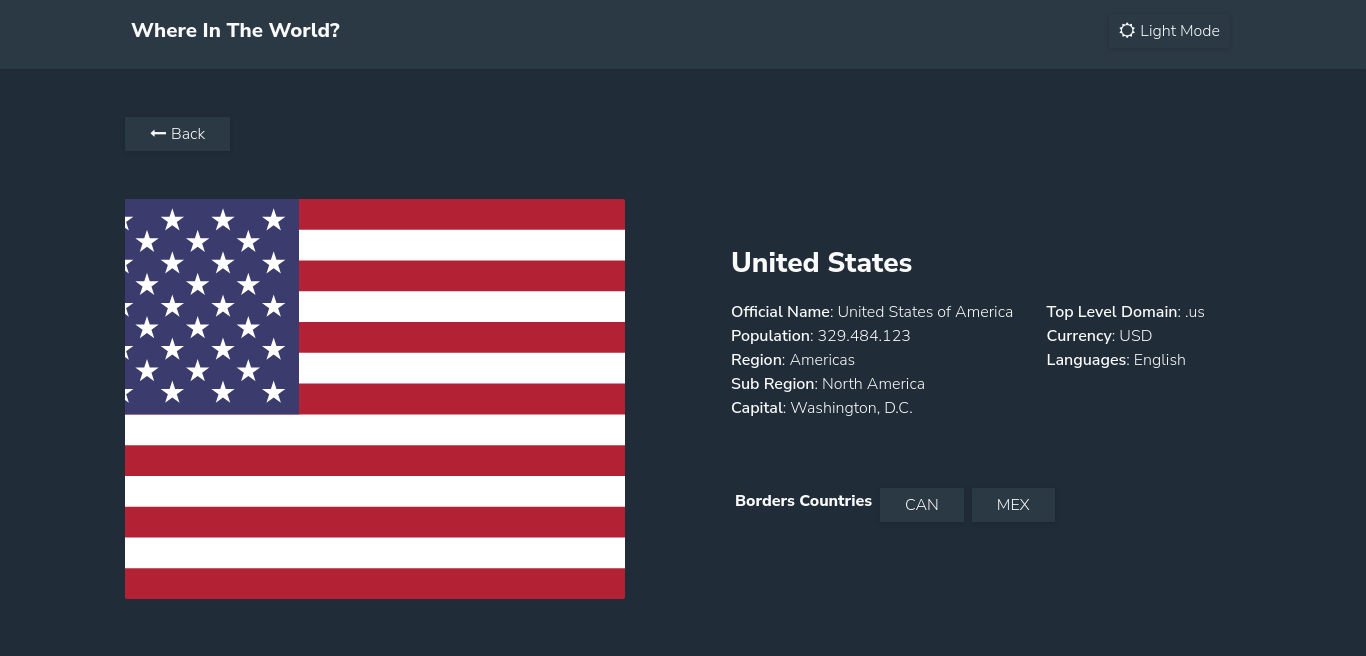 Where In The World?
Light Mode
Back
United States
Official Name: United States of America
Population: 329.484.123
Region: Americas
Sub Region: North America
Capital: Washington, D.C.
Top Level Domain: .us
Currency: USD
Languages: English
Borders Countries
CAN
MEX